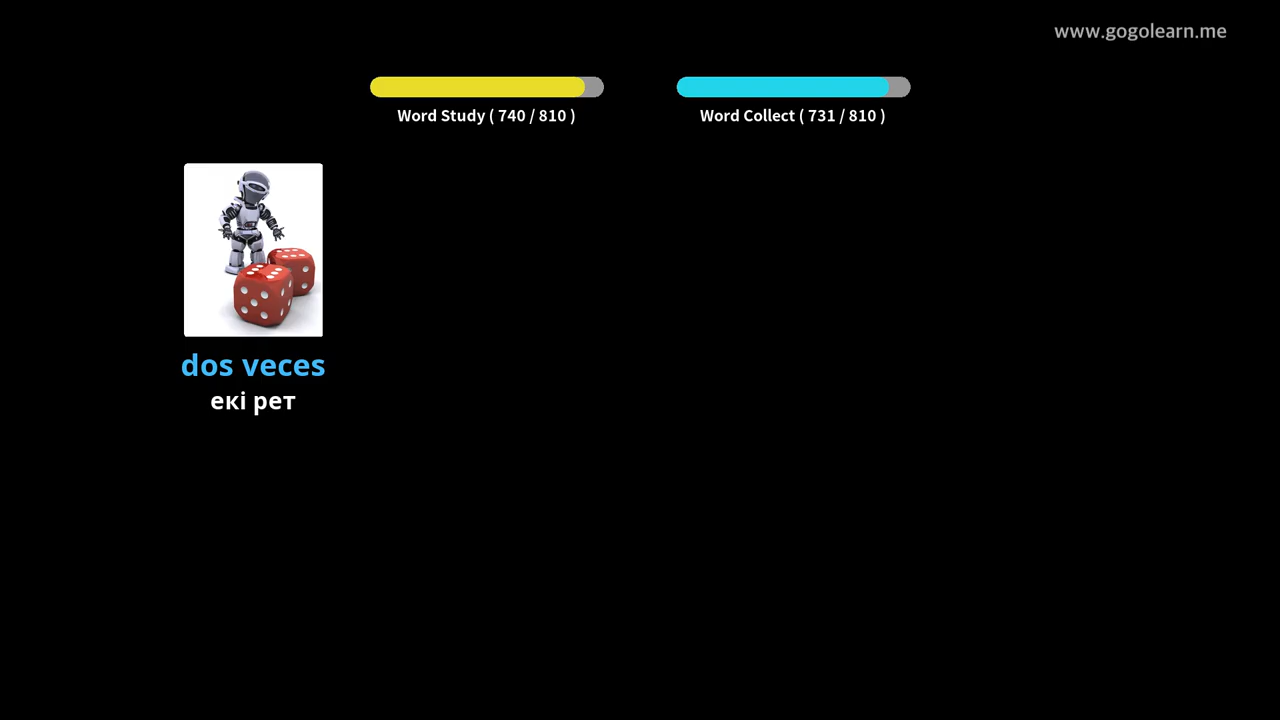 www.gogolearn.me
Word Study ( 740 / 810 )
Word Collect ( 731 / 810 )
dos veces
екі рет